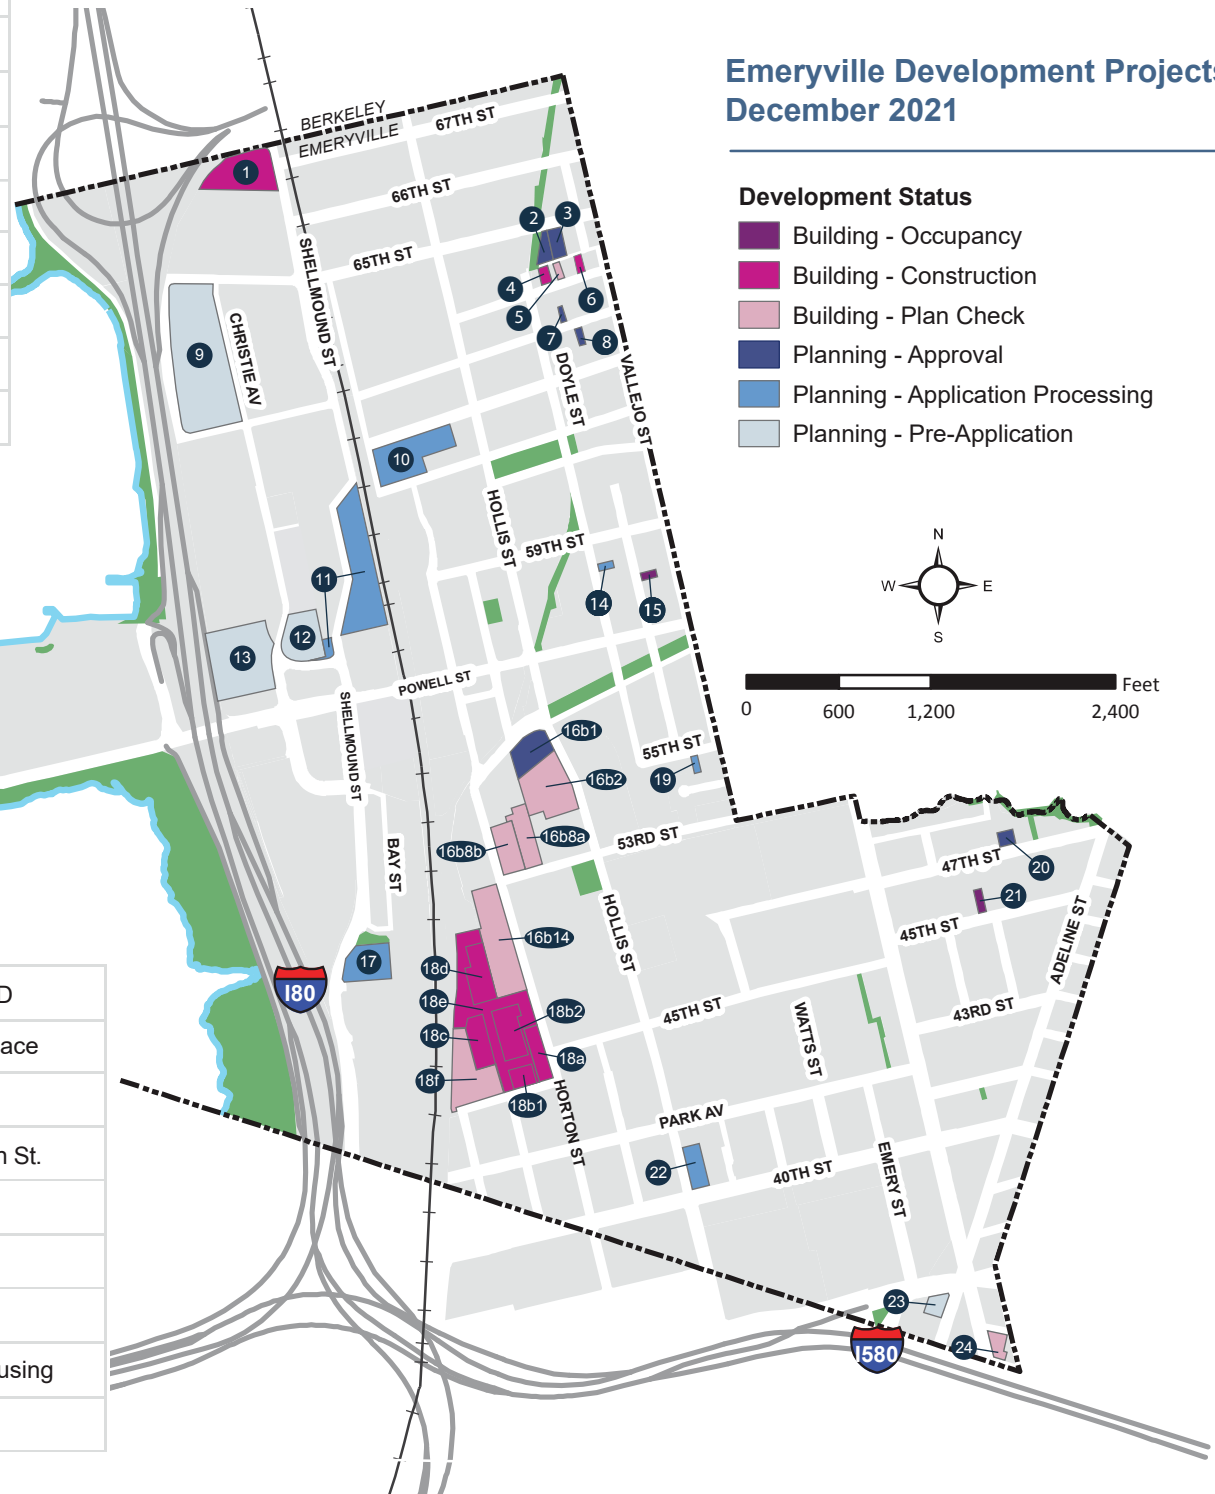 Emeryville Development Projects
December 2021
Development Status
Building - Occupancy
Building - Construction
Building - Plan Check
Planning - Approval
Planning - Application Processing
Planning - Pre-Application
N
W
E
S
Feet
0
600
1,200
2,400
BERKELEY
EMERYVILLE
67TH ST
66TH ST
65TH ST
SHELLMOUND ST
CHRISTIE AV
DOYLE ST
VALLEJO ST
HOLLIS ST
59TH ST
POWELL ST
SHELLMOUND ST
55TH ST
53RD ST
BAY ST
HOLLIS ST
47TH ST
45TH ST
ADELINE ST
43RD ST
45TH ST
WATTS ST
HORTON ST
PARK AV
40TH ST
EMERY ST
I80
I580
1
2
3
4
5
6
7
8
9
10
11
12
13
14
15
16b1
16b2
16b8a
16b8b
16b14
17
18d
18e
18c
18f
18b2
18a
18b1
19
20
21
22
23
24
D
ace
h St.
using